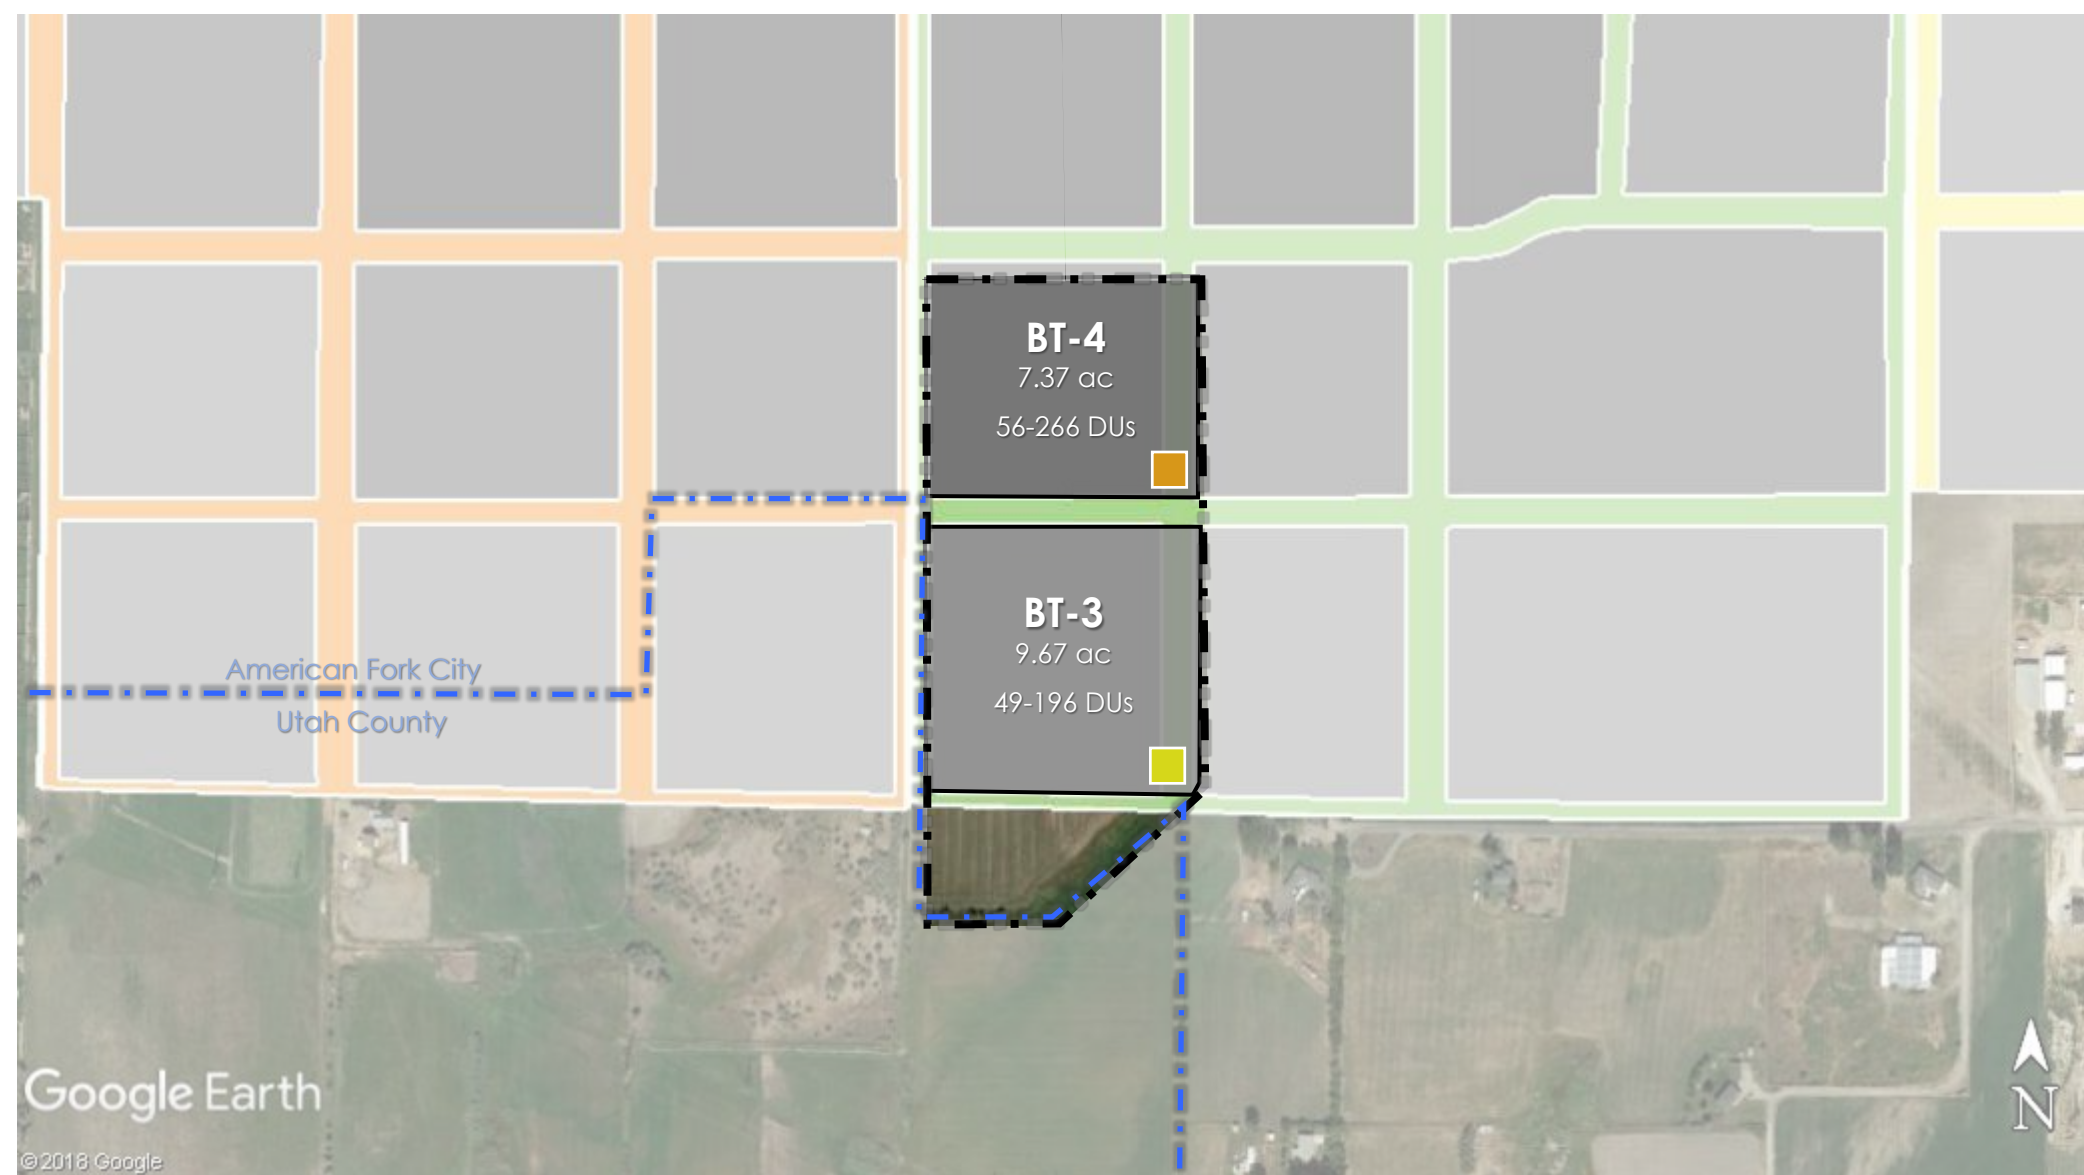 BT-4
7.37 ac
56-266 DUs
BT-3
9.67 ac
49-196 DUs
American Fork City
Utah County
Google Earth
N
©2018 Google